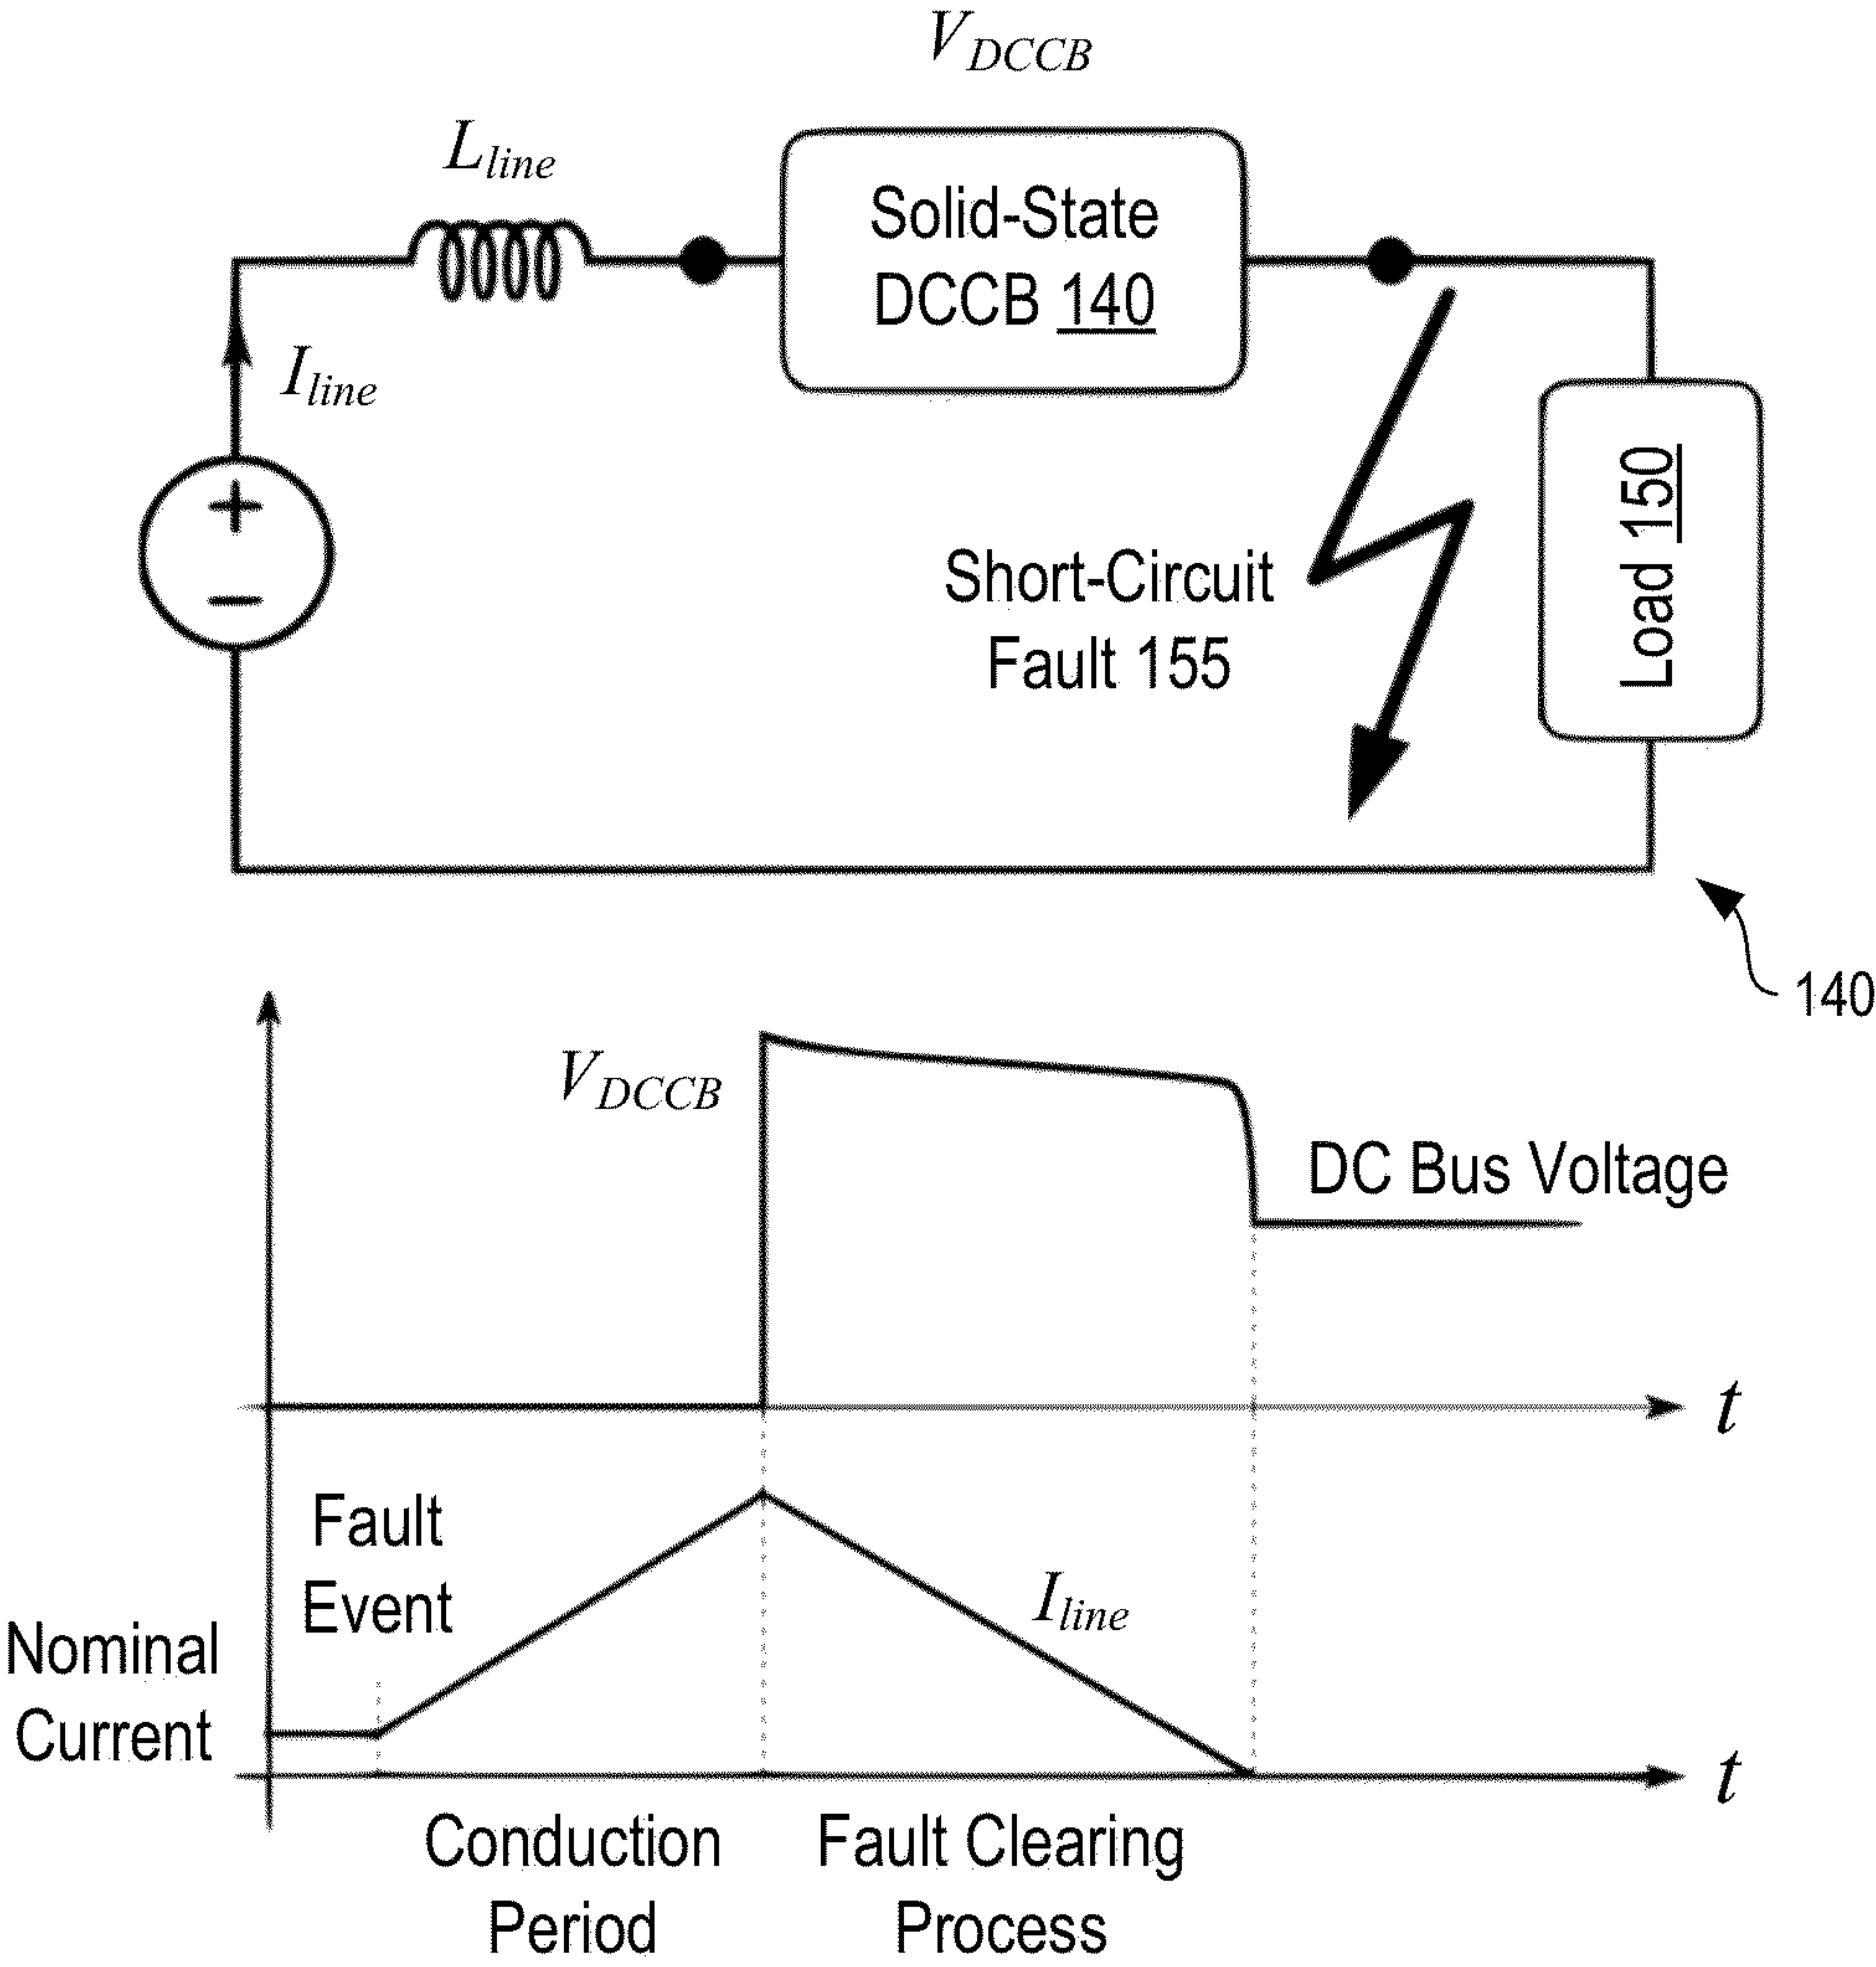 V_DCCB
L_line
Solid-State
DCCB 140
I_line
+
−
Short-Circuit
Fault 155
Load 150
140
V_DCCB
DC Bus Voltage
t
Fault
Event
I_line
Nominal
Current
t
Conduction
Period
Fault Clearing
Process